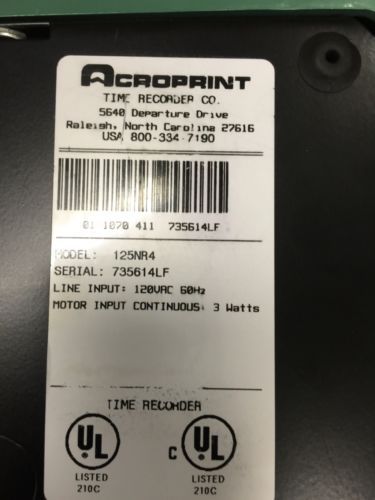 ACROPRINT
TIME RECORDER CO.
5640 Departure Drive
Raleigh, North Carolina 27616
USA 800-334-7190
01 1070 411 735614LF
MODEL: 125NR4
SERIAL: 735614LF
LINE INPUT: 120VAC 60Hz
MOTOR INPUT CONTINUOUS: 3 Watts
TIME RECORDER
UL C UL
LISTED LISTED
210C 210C